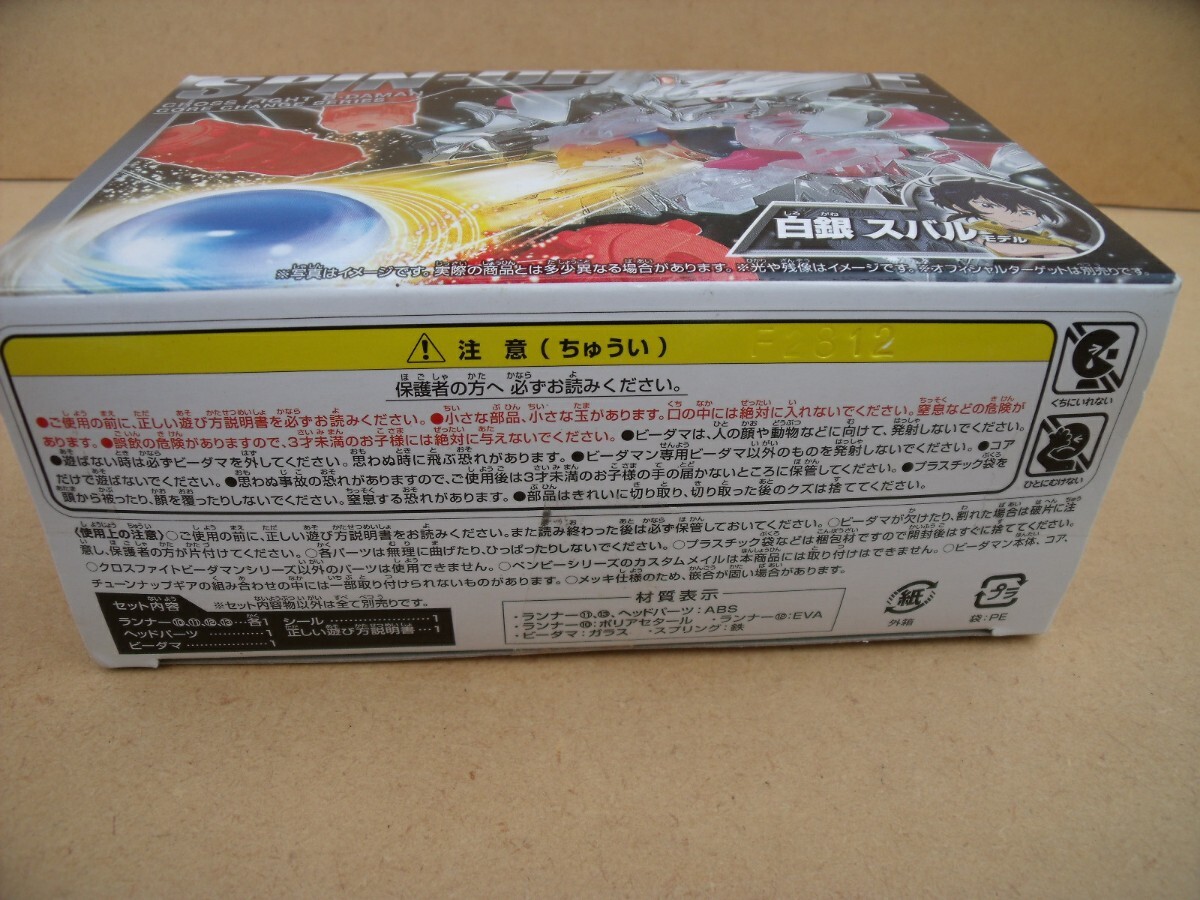 CROSS FIGHT B-DAMAN
CORE CHANGE SERIES
白銀 スバル モデル
しろ がね
※写真はイメージです。実際の商品とは多少異なる場合があります。※光や残像はイメージです。※オフィシャルターゲットは別売りです。
注 意 (ちゅうい)
F2812
保護者の方へ 必ずお読みください。
●ご使用の前に、正しい遊び方説明書を必ずお読みください。●小さな部品、小さな玉があります。口の中には絶対に入れないでください。窒息などの危険が
あります。●誤飲の危険がありますので、3才未満のお子様には絶対に与えないでください。●ビーダマは、人の顔や動物などに向けて、発射しないでください。
●遊ばない時は必ずビーダマを外してください。思わぬ時に飛ぶ恐れがあります。●ビーダマン専用ビーダマ以外のものを発射しないでください。●コア
だけで遊ばないでください。●思わぬ事故の恐れがありますので、ご使用後は3才未満のお子様の手の届かないところに保管してください。●プラスチック袋を
頭から被ったり、顔を覆ったりしないでください。窒息する恐れがあります。●部品はきれいに切り取り、切り取った後のクズは捨ててください。
くちにいれない
ひとにむけない
《使用上の注意》○ご使用の前に、正しい遊び方説明書をお読みください。また読み終わった後は必ず保管しておいてください。○ビーダマが欠けたり、割れた場合は破片に注
意し、保護者の方が片付けてください。○各パーツは無理に曲げたり、ひっぱったりしないでください。○プラスチック袋などは梱包材ですので開封後はすぐに捨ててください。
○クロスファイトビーダマンシリーズ以外のパーツは使用できません。○ペンビーシリーズのカスタムメイルは本商品には取り付けはできません。○ビーダマン本体、コア、
チューンナップギアの組み合わせの中には一部取り付けられないものがあります。○メッキ仕様のため、嵌合が固い場合があります。
セット内容 ※セット内容物以外は全て別売りです。
ランナー⑩,⑪,⑫,⑬…各1 シール……………1
ヘッドパーツ……………1 正しい遊び方説明書…1
ビーダマ………………1
材質表示
・ランナー⑪,⑬、ヘッドパーツ:ABS
・ランナー⑩:ポリアセタール ・ランナー⑫:EVA
・ビーダマ:ガラス ・スプリング:鉄
紙
外箱
プラ
袋:PE